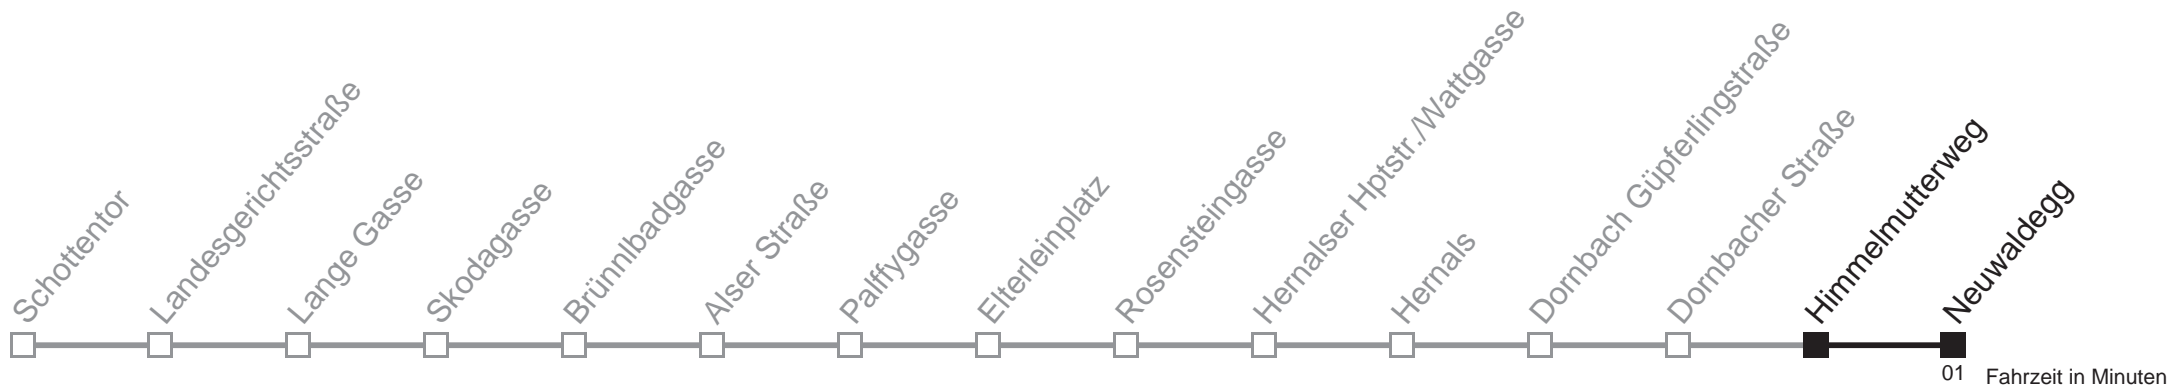 Schottentor
Landesgerichtsstraße
Lange Gasse
Skodagasse
Brünnlbadgasse
Alser Straße
Palffygasse
Elterleinplatz
Rosensteingasse
Hernalser Hptstr./Wattgasse
Hernals
Dornbach Güpferlingstraße
Dornbacher Straße
Himmelmutterweg
Neuwaldegg
01 Fahrzeit in Minuten